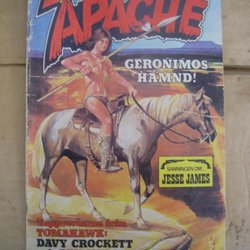 APACHE
GERONIMOS
HÄMND!
SANNINGEN OM
JESSE JAMES
TOMAHAWK:
DAVY CROCKETT